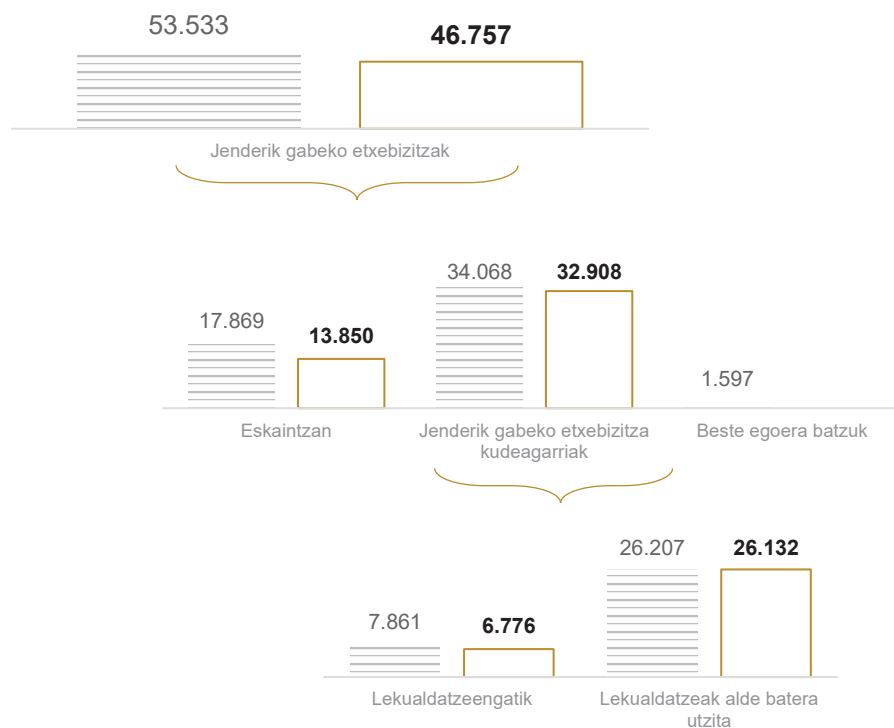 53.533
46.757
Jenderik gabeko etxebizitzak
34.068
32.908
17.869
13.850
1.597
Eskaintzan
Jenderik gabeko etxebizitza
kudeagarriak
Beste egoera batzuk
26.207
26.132
7.861
6.776
Lekualdatzeengatik
Lekualdatzeak alde batera
utzita